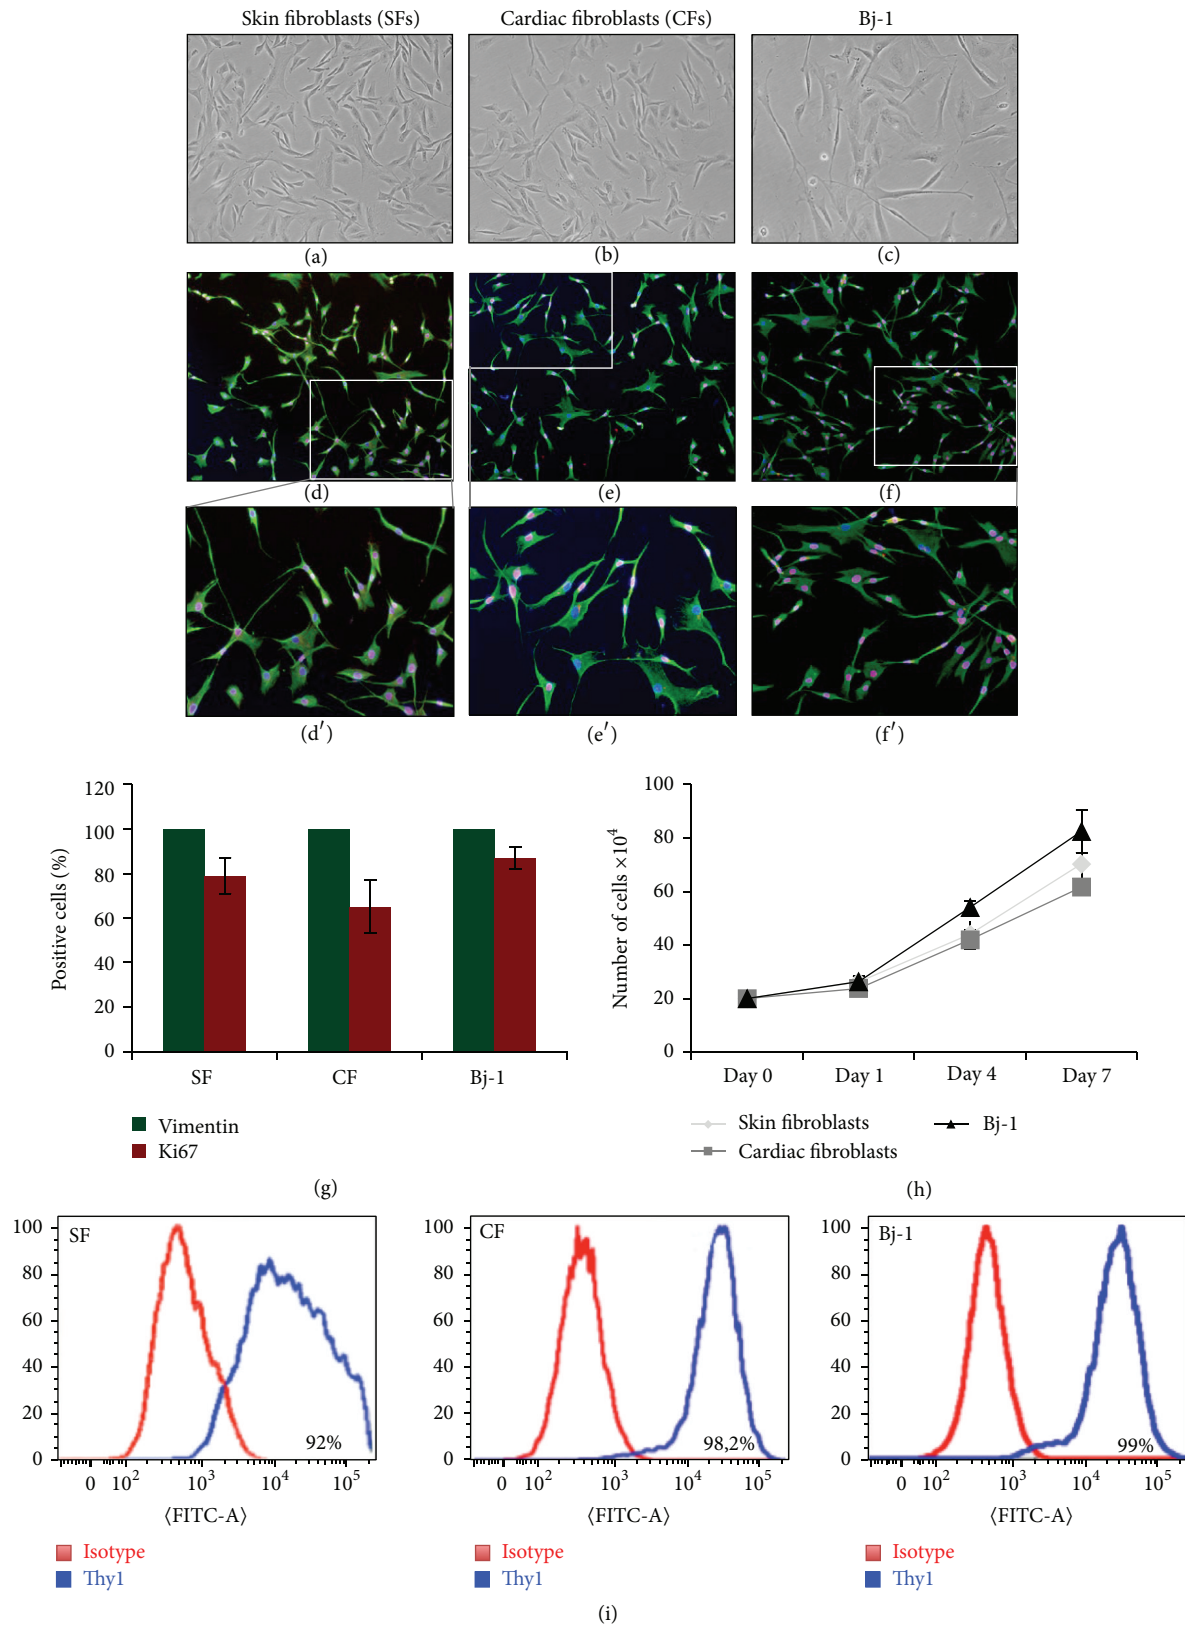 Skin fibroblasts (SFs) Cardiac fibroblasts (CFs) Bj-1
(a) (b) (c)
(d) (e) (f)
(d′) (e′) (f′)
Positive cells (%)
120
100
80
60
40
20
0
SF CF Bj-1
Vimentin
Ki67
(g)
Number of cells ×10⁴
100
80
60
40
20
0
Day 0 Day 1 Day 4 Day 7
Skin fibroblasts Bj-1
Cardiac fibroblasts
(h)
SF
100
80
60
40
20
0
92%
0 10² 10³ 10⁴ 10⁵
⟨FITC-A⟩
Isotype
Thy1
CF
100
80
60
40
20
0
98,2%
0 10² 10³ 10⁴ 10⁵
⟨FITC-A⟩
Isotype
Thy1
Bj-1
100
80
60
40
20
0
99%
0 10² 10³ 10⁴ 10⁵
⟨FITC-A⟩
Isotype
Thy1
(i)